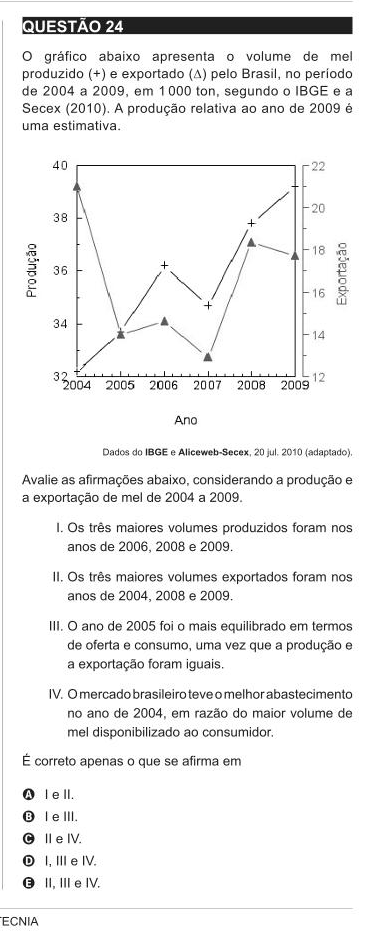 QUESTÃO 24
O gráfico abaixo apresenta o volume de mel
produzido (+) e exportado (Δ) pelo Brasil, no período
de 2004 a 2009, em 1 000 ton, segundo o IBGE e a
Secex (2010). A produção relativa ao ano de 2009 é
uma estimativa.
40
38
36
34
32
Produção
22
20
18
16
14
12
Exportação
2004 2005 2006 2007 2008 2009
Ano
Dados do IBGE e Aliceweb-Secex, 20 jul. 2010 (adaptado).
Avalie as afirmações abaixo, considerando a produção e
a exportação de mel de 2004 a 2009.
I. Os três maiores volumes produzidos foram nos
anos de 2006, 2008 e 2009.
II. Os três maiores volumes exportados foram nos
anos de 2004, 2008 e 2009.
III. O ano de 2005 foi o mais equilibrado em termos
de oferta e consumo, uma vez que a produção e
a exportação foram iguais.
IV. O mercado brasileiro teve o melhor abastecimento
no ano de 2004, em razão do maior volume de
mel disponibilizado ao consumidor.
É correto apenas o que se afirma em
A I e II.
B I e III.
C II e IV.
D I, III e IV.
E II, III e IV.
TECNIA